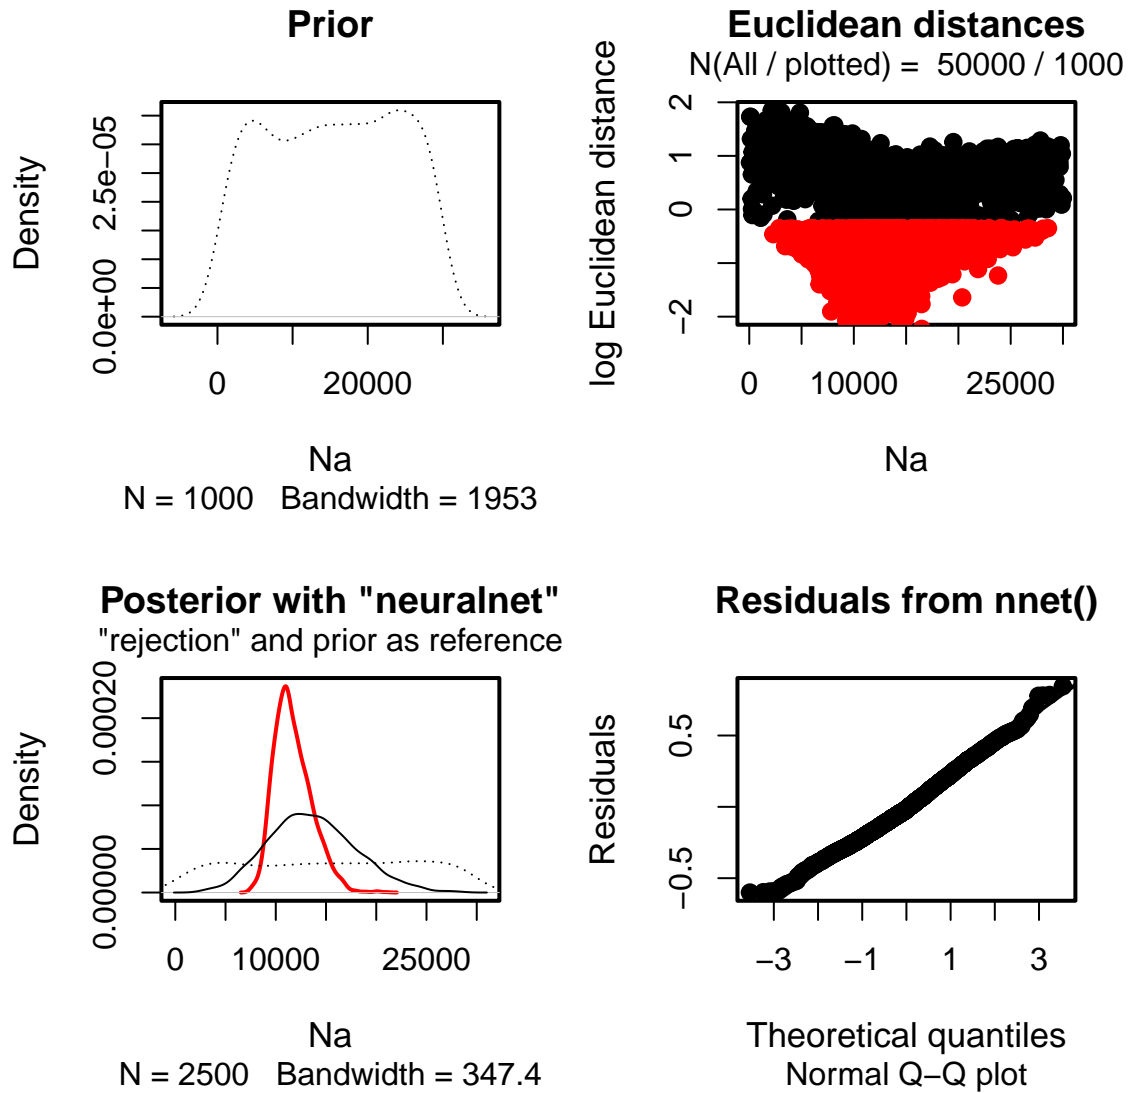 Prior
Density
0.0e+00 2.5e−05
0 20000
Na
N = 1000 Bandwidth = 1953
Euclidean distances
N(All / plotted) = 50000 / 1000
log Euclidean distance
−2 0 1 2
0 10000 25000
Na
Posterior with "neuralnet"
"rejection" and prior as reference
Density
0.00000 0.00020
0 10000 25000
Na
N = 2500 Bandwidth = 347.4
Residuals from nnet()
Residuals
−0.5 0.5
−3 −1 1 3
Theoretical quantiles
Normal Q−Q plot